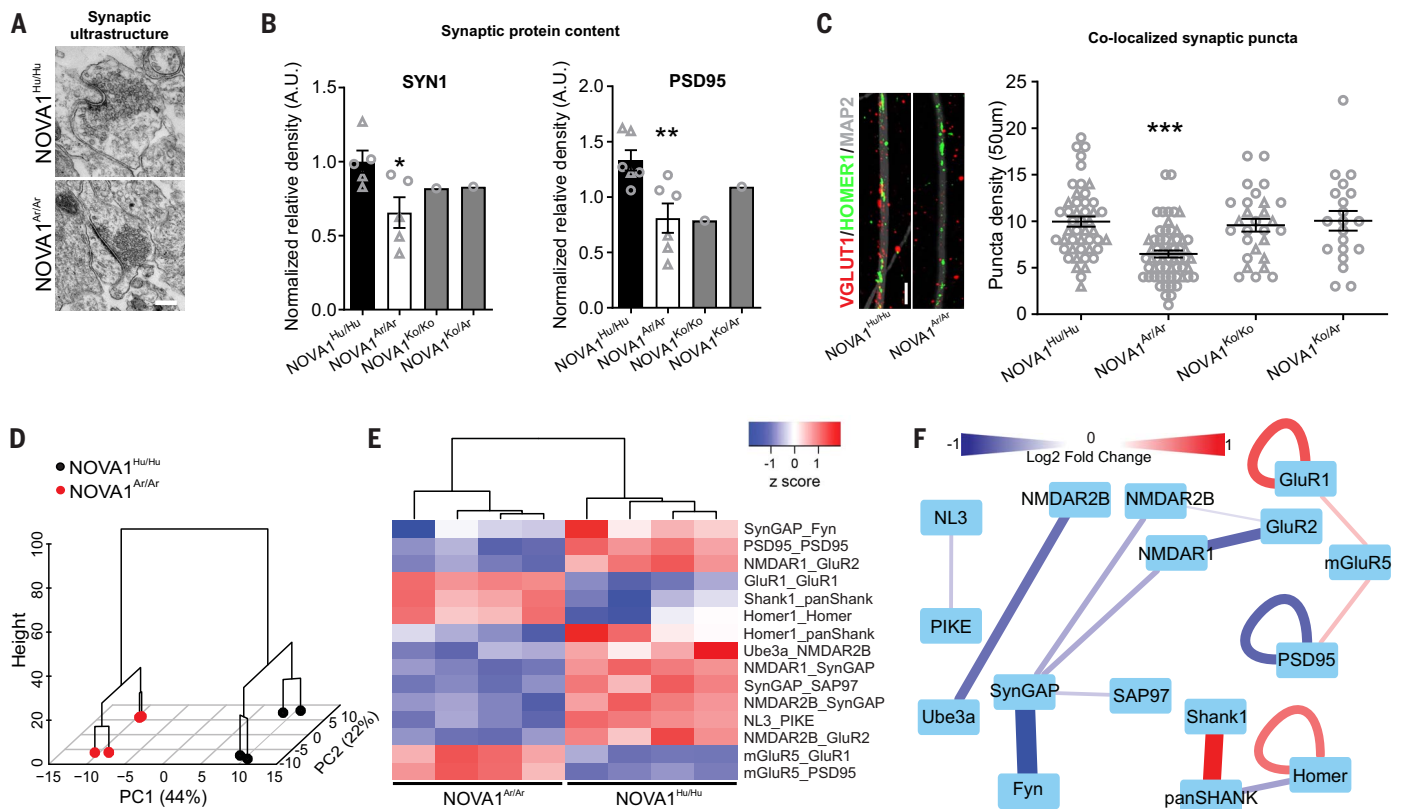 A
Synaptic
ultrastructure
NOVA1Hu/Hu
NOVA1Ar/Ar
B
Synaptic protein content
SYN1
Normalized relative density (A.U.)
1.5
1.0
0.5
0.0
*
NOVA1Hu/Hu
NOVA1Ar/Ar
NOVA1Ko/Ko
NOVA1Ko/Ar
PSD95
Normalized relative density (A.U.)
2.0
1.5
1.0
0.5
0.0
**
NOVA1Hu/Hu
NOVA1Ar/Ar
NOVA1Ko/Ko
NOVA1Ko/Ar
C
Co-localized synaptic puncta
VGLUT1/HOMER1/MAP2
NOVA1Hu/Hu
NOVA1Ar/Ar
Puncta density (50um)
25
20
15
10
5
0
***
NOVA1Hu/Hu
NOVA1Ar/Ar
NOVA1Ko/Ko
NOVA1Ko/Ar
D
NOVA1Hu/Hu
NOVA1Ar/Ar
Height
100
80
60
40
20
0
−15 −10 −5 0 5 10 15
PC1 (44%)
−10 −5 0 5 10
PC2 (22%)
E
-1 0 1
z score
SynGAP_Fyn
PSD95_PSD95
NMDAR1_GluR2
GluR1_GluR1
Shank1_panShank
Homer1_Homer
Homer1_panShank
Ube3a_NMDAR2B
NMDAR1_SynGAP
SynGAP_SAP97
NMDAR2B_SynGAP
NL3_PIKE
NMDAR2B_GluR2
mGluR5_GluR1
mGluR5_PSD95
NOVA1Ar/Ar
NOVA1Hu/Hu
F
-1 0 1
Log2 Fold Change
GluR1
NMDAR2B
NMDAR2B
NL3
GluR2
NMDAR1
mGluR5
PIKE
PSD95
SynGAP
SAP97
Ube3a
Shank1
Homer
Fyn
panSHANK